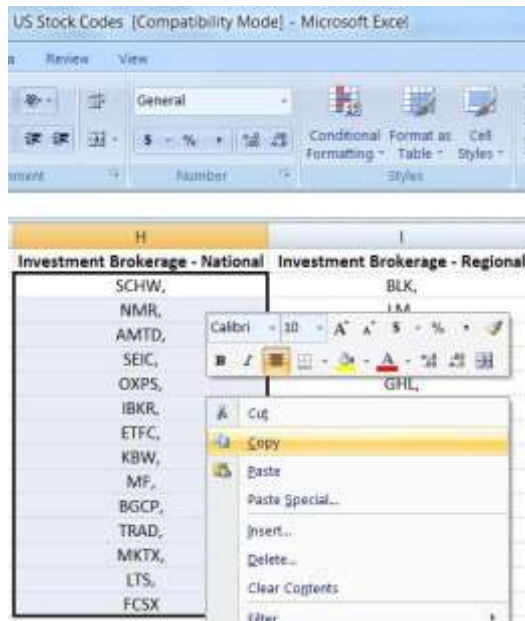 US Stock Codes [Compatibility Mode] - Microsoft Excel
Review View
General
$ - % , 
Conditional Formatting Format as Table Cell Styles
Number Styles
H I
Investment Brokerage - National Investment Brokerage - Regional
SCHW, BLK,
NMR, LM
AMTD, Calibri 10 A A $ - % ,
SEIC, B I A
OXPS, GHL,
IBKR, Cut
ETFC, Copy
KBW, Paste
MF, Paste Special...
BGCP, Insert...
TRAD, Delete...
MKTX,
LTS, Clear Contents
FCSX Filter